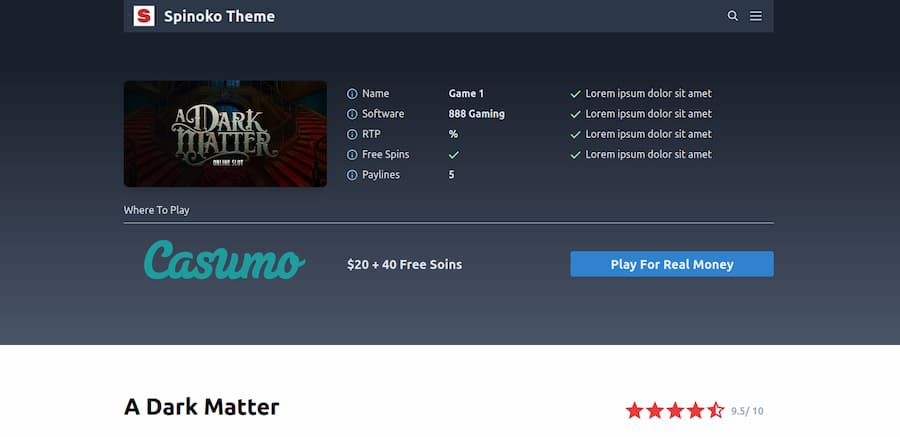 S Spinoko Theme
A DARK MATTER
ONLINE SLOT
Name Game 1
Software 888 Gaming
RTP %
Free Spins
Paylines 5
Lorem ipsum dolor sit amet
Lorem ipsum dolor sit amet
Lorem ipsum dolor sit amet
Lorem ipsum dolor sit amet
Where To Play
Casumo $20 + 40 Free Soins Play For Real Money
A Dark Matter 9.5/ 10